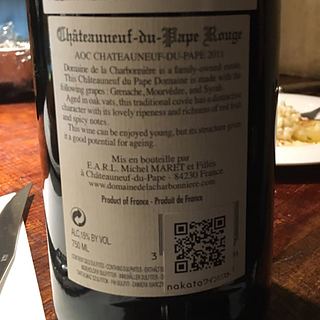 Châteauneuf-du-Pape Rouge
AOC CHATEAUNEUF-DU-PAPE 2011
Domaine de la Charbonnière is a family-owned estate.
This Châteauneuf du Pape Domaine is made with the
following grapes: Grenache, Mourvèdre, and Syrah.
Aged in oak vats, this traditional cuvée has a distinctive
character with its lovely ripeness and richness of red fruit
and spicy notes.
This wine can be enjoyed young, but its structure gives
it a good potential for ageing.
Mis en bouteille par
E.A.R.L. Michel MARET et Filles
à Châteauneuf-du-Pape - 84230 France
www.domainedelacharbonniere.com
Product of France - Produit de France
ALC.15% BY VOL.
750 ML
3
CONTAINS SULPHITES
nakato